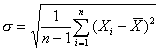 σ = √( 1/(n−1) ∑_{i=1}^{n} (X_i − X̄)² )